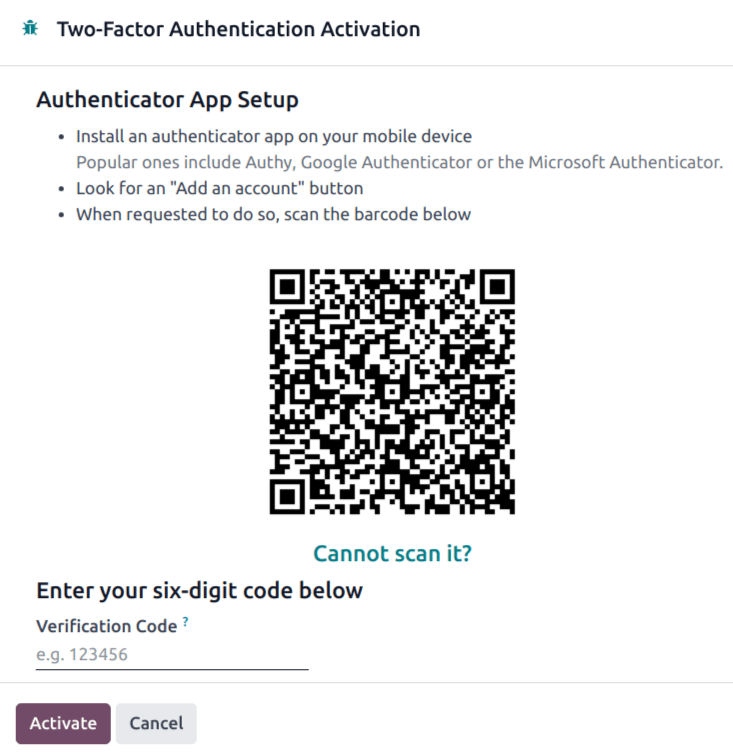 Two-Factor Authentication Activation
Authenticator App Setup
• Install an authenticator app on your mobile device
Popular ones include Authy, Google Authenticator or the Microsoft Authenticator.
• Look for an "Add an account" button
• When requested to do so, scan the barcode below
Cannot scan it?
Enter your six-digit code below
Verification Code ?
e.g. 123456
Activate Cancel